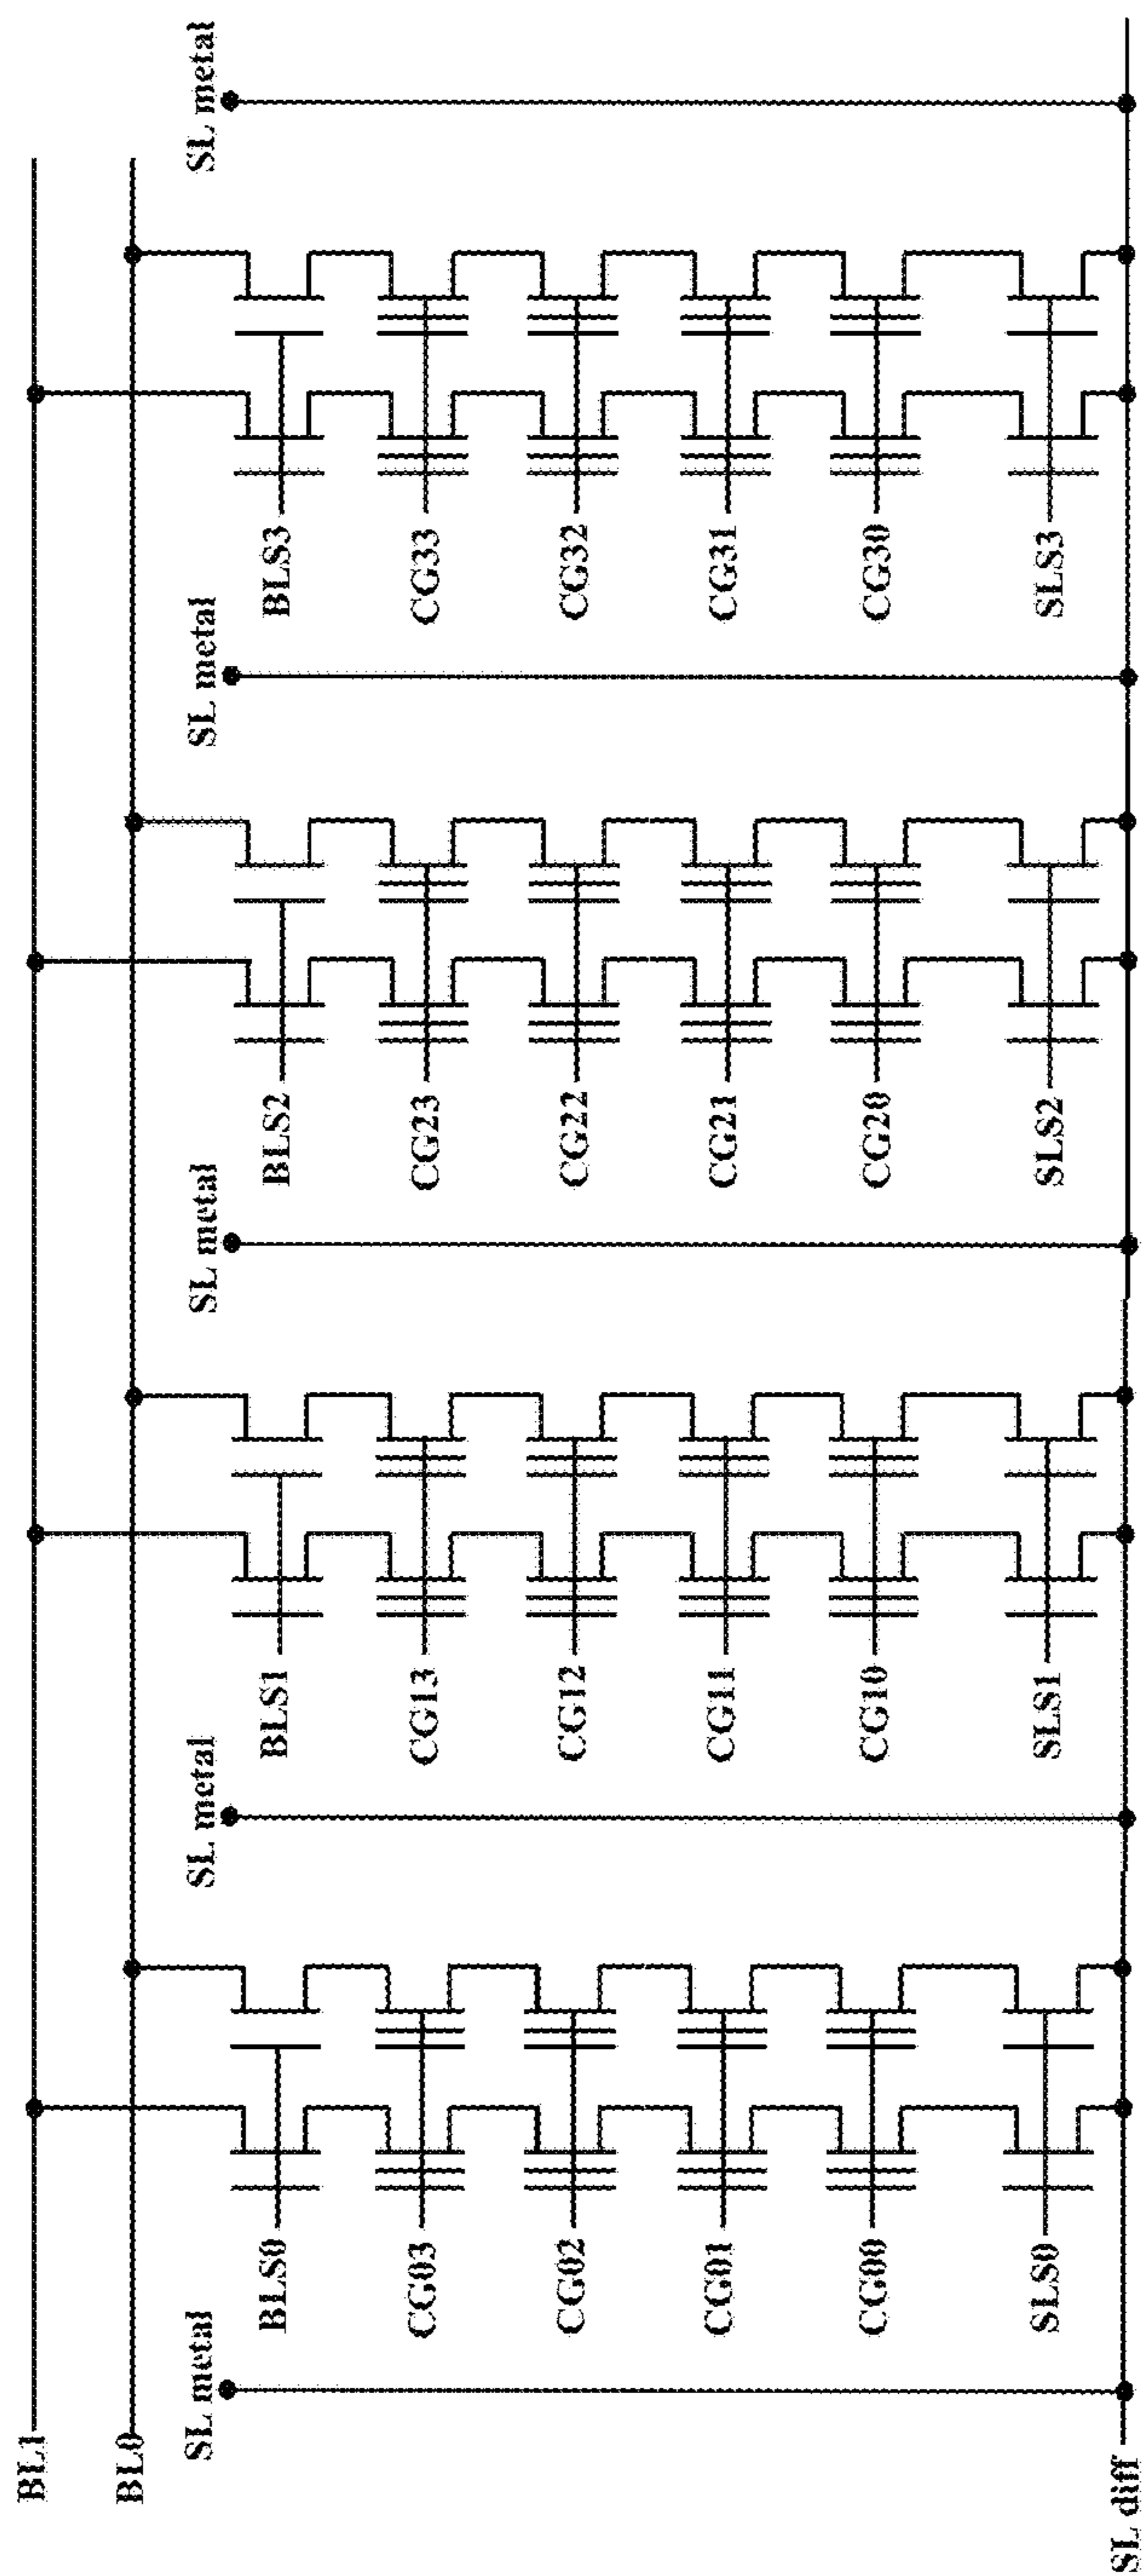 BL1
BL0
SL metal
BLS0
CG03
CG02
CG01
CG00
SLS0
SL metal
BLS1
CG13
CG12
CG11
CG10
SLS1
SL metal
BLS2
CG23
CG22
CG21
CG20
SLS2
SL metal
BLS3
CG33
CG32
CG31
CG30
SLS3
SL metal
SL diff